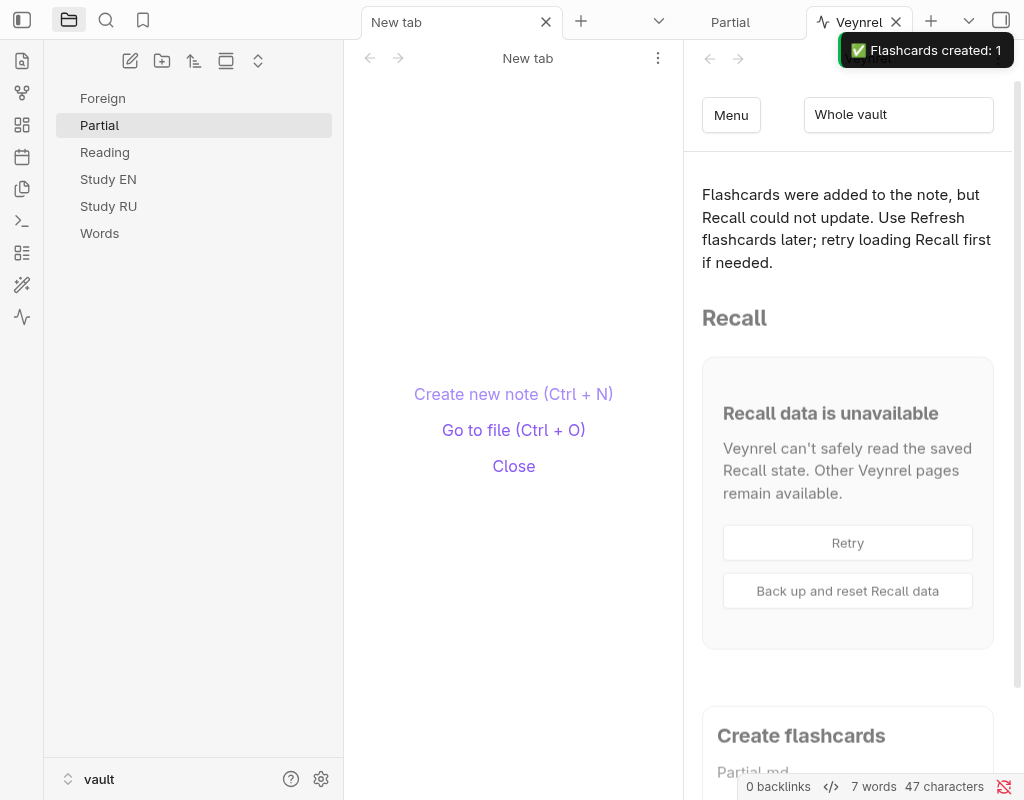 New tab
Partial
Veynrel
✅ Flashcards created: 1
New tab
Menu
Whole vault
Foreign
Partial
Reading
Study EN
Study RU
Words
Flashcards were added to the note, but
Recall could not update. Use Refresh
flashcards later; retry loading Recall first
if needed.
Recall
Recall data is unavailable
Veynrel can't safely read the saved
Recall state. Other Veynrel pages
remain available.
Retry
Back up and reset Recall data
Create new note (Ctrl + N)
Go to file (Ctrl + O)
Close
Create flashcards
Partial.md
vault
0 backlinks
7 words
47 characters